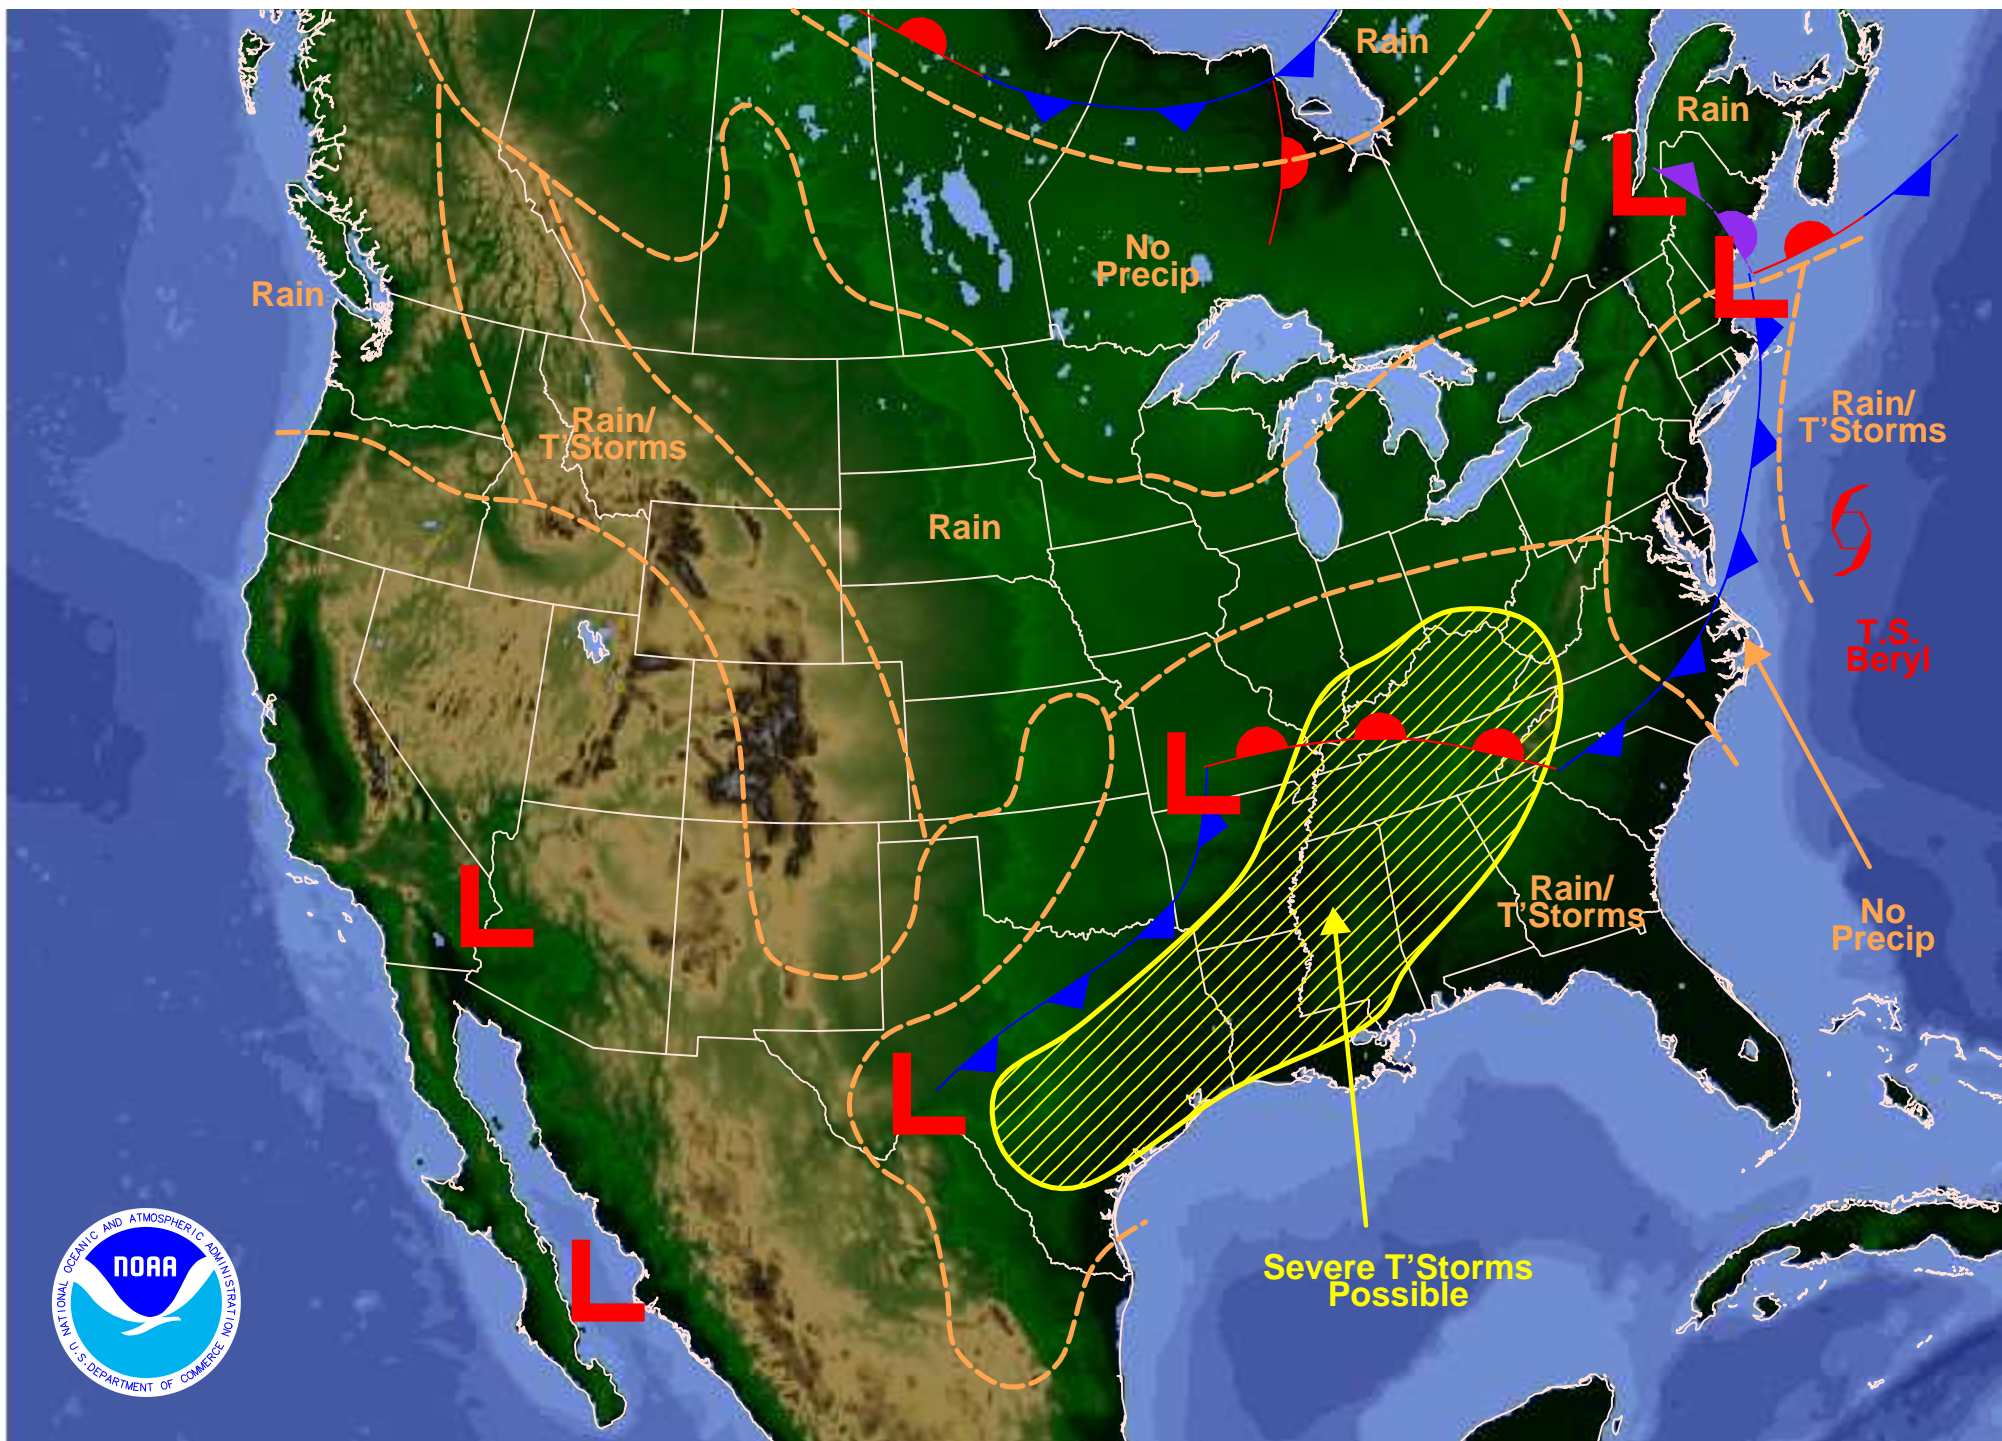 Rain
Rain
No
Precip
Rain
Rain/
T'Storms
Rain/
T'Storms
Rain
T.S.
Beryl
Rain/
T'Storms
No
Precip
Severe T'Storms
Possible
L
L
L
L
L
L
NATIONAL OCEANIC AND ATMOSPHERIC ADMINISTRATION
NOAA
U.S. DEPARTMENT OF COMMERCE